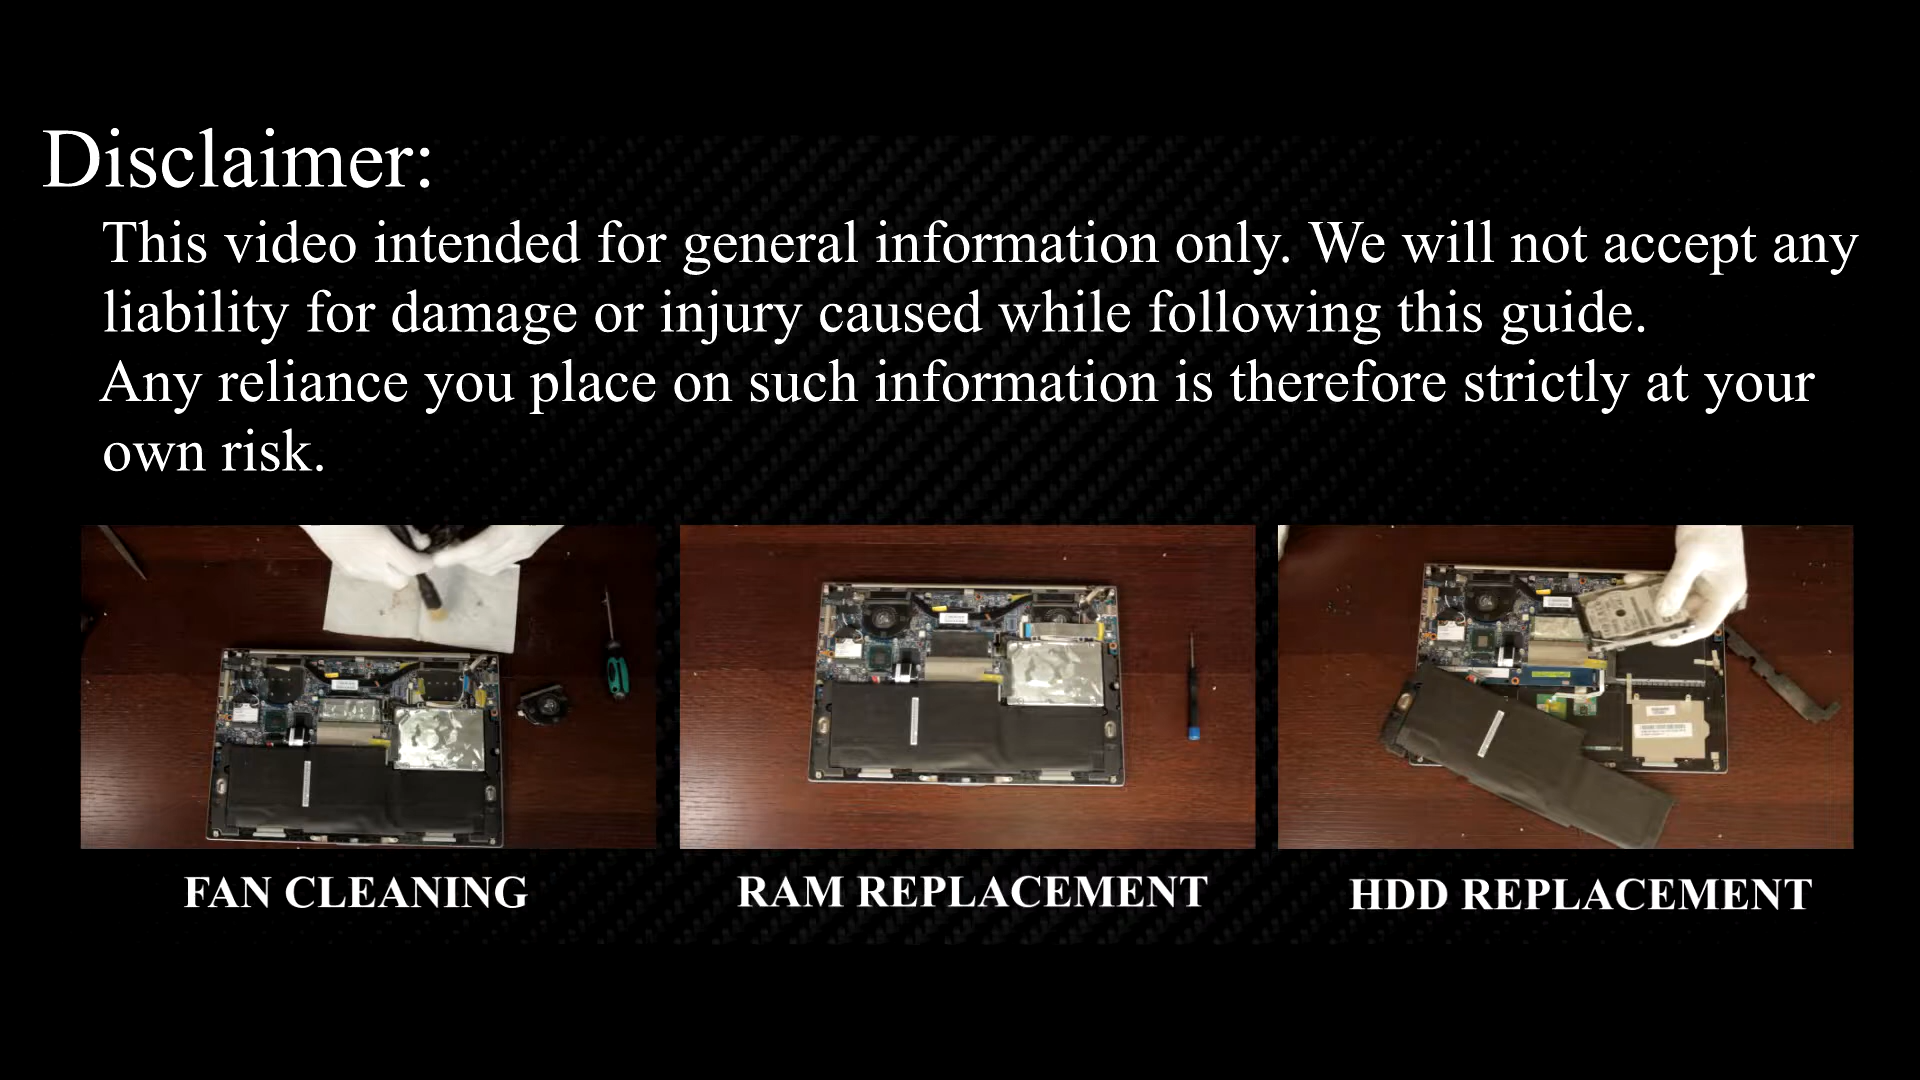 Disclaimer:
This video intended for general information only. We will not accept any
liability for damage or injury caused while following this guide.
Any reliance you place on such information is therefore strictly at your
own risk.
FAN CLEANING
RAM REPLACEMENT
HDD REPLACEMENT